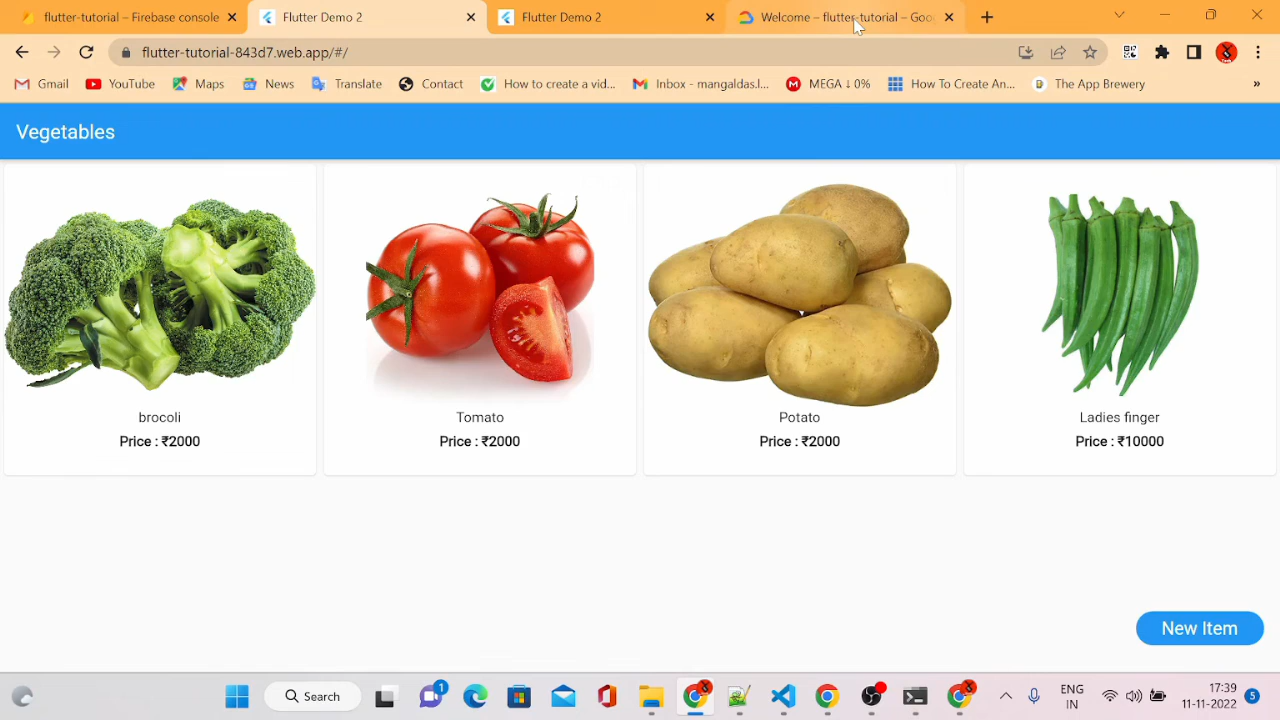 flutter-tutorial – Firebase console
Flutter Demo 2
Flutter Demo 2
Welcome – flutter-tutorial – Goo
flutter-tutorial-843d7.web.app/#/
Gmail
YouTube
Maps
News
Translate
Contact
How to create a vid...
Inbox - mangaldas.l...
MEGA ↓ 0%
How To Create An...
The App Brewery
»
Vegetables
brocoli
Price : ₹2000
Tomato
Price : ₹2000
Potato
Price : ₹2000
Ladies finger
Price : ₹10000
New Item
Search
1
ENG
IN
17:39
11-11-2022
5